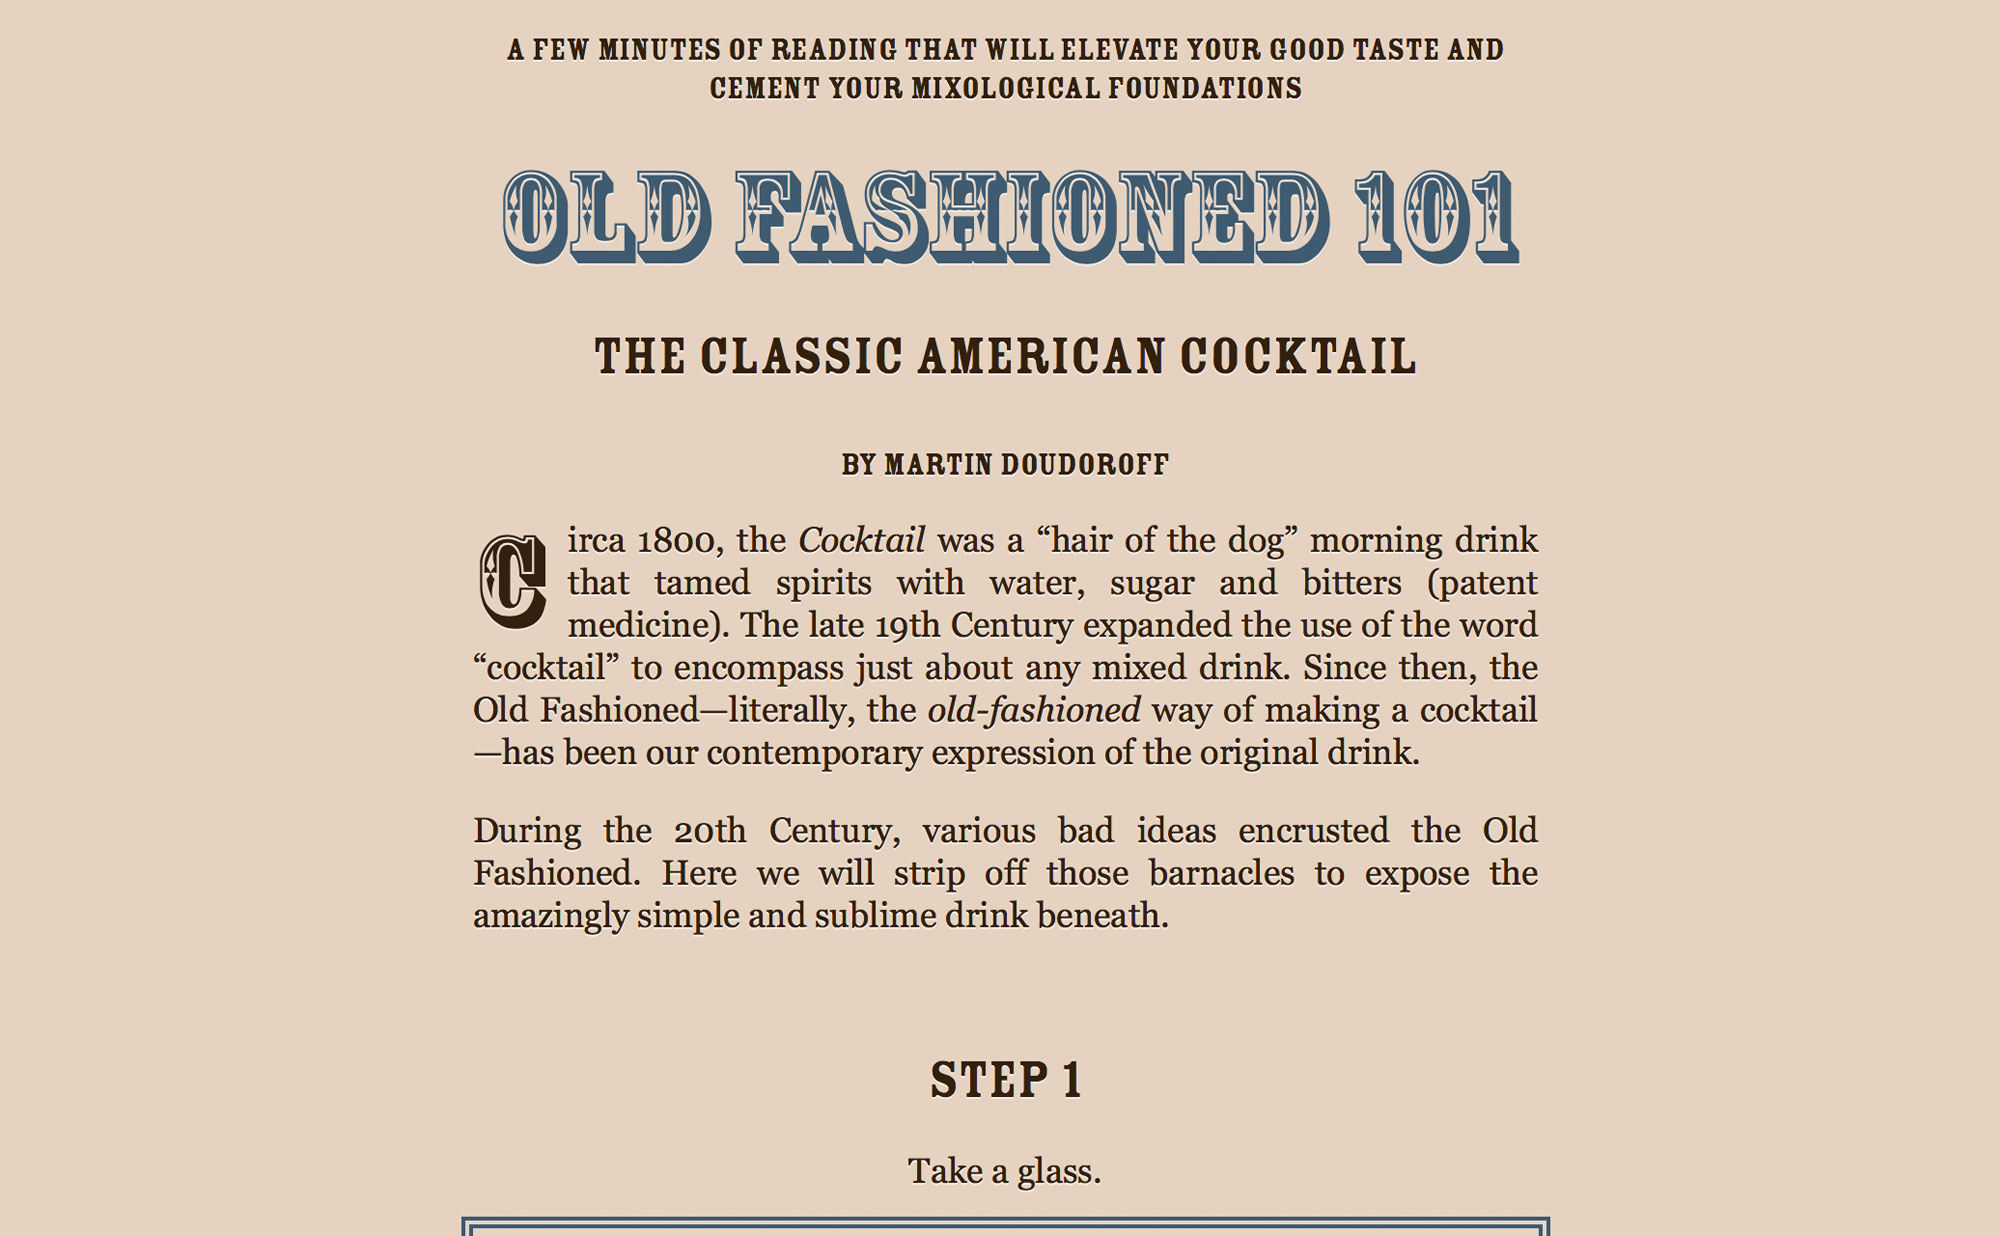 A FEW MINUTES OF READING THAT WILL ELEVATE YOUR GOOD TASTE AND
CEMENT YOUR MIXOLOGICAL FOUNDATIONS
OLD FASHIONED 101
THE CLASSIC AMERICAN COCKTAIL
BY MARTIN DOUDOROFF
Circa 1800, the Cocktail was a “hair of the dog” morning drink
that tamed spirits with water, sugar and bitters (patent
medicine). The late 19th Century expanded the use of the word
“cocktail” to encompass just about any mixed drink. Since then, the
Old Fashioned—literally, the old-fashioned way of making a cocktail
—has been our contemporary expression of the original drink.
During the 20th Century, various bad ideas encrusted the Old
Fashioned. Here we will strip off those barnacles to expose the
amazingly simple and sublime drink beneath.
STEP 1
Take a glass.